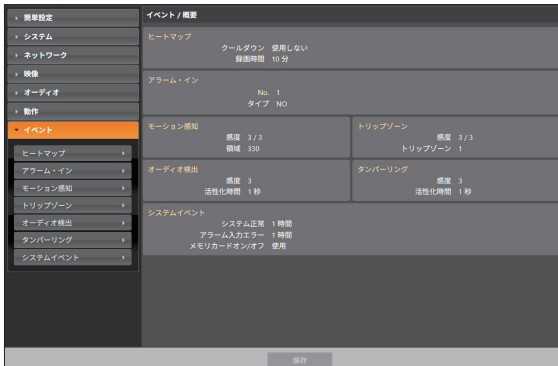 簡単設定
システム
ネットワーク
映像
オーディオ
動作
イベント
ヒートマップ
アラーム・イン
モーション感知
トリップゾーン
オーディオ検出
タンパーリング
システムイベント
イベント / 概要
ヒートマップ
クールダウン 使用しない
録画時間 10 分
アラーム・イン
No. 1
タイプ NO
モーション感知
感度 3 / 3
領域 330
トリップゾーン
感度 3 / 3
トリップゾーン 1
オーディオ検出
感度 3
活性化時間 1 秒
タンパーリング
感度 3
活性化時間 1 秒
システムイベント
システム正常 1 時間
アラーム入力エラー 1 時間
メモリカードオン/オフ 使用
保存